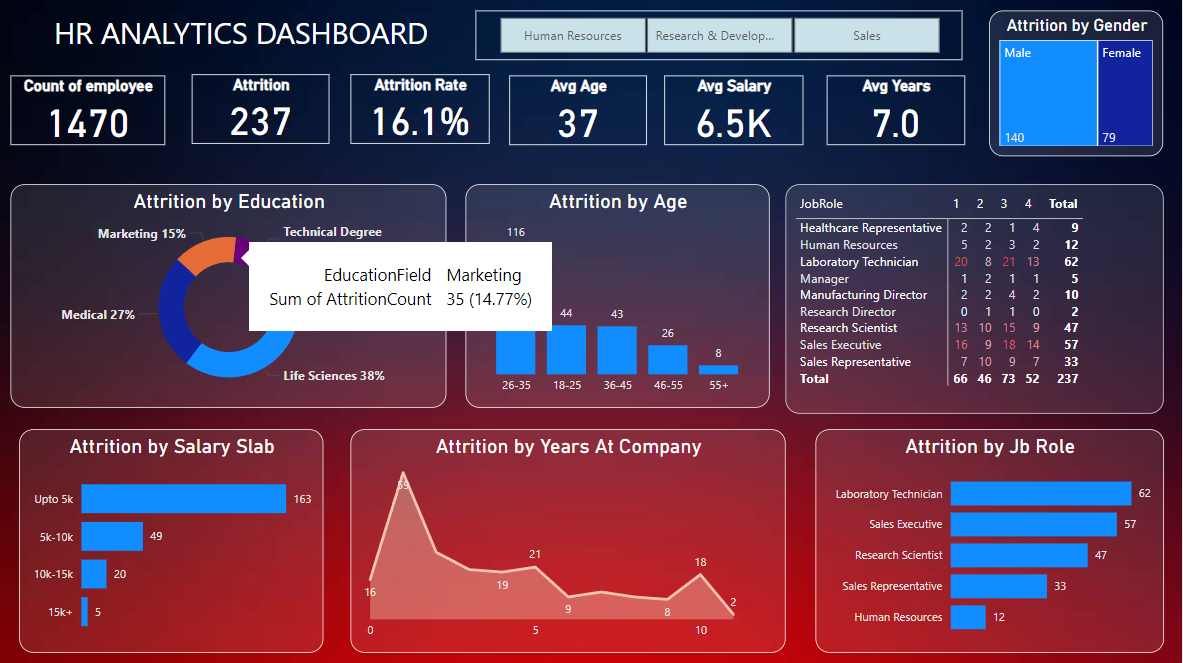 HR ANALYTICS DASHBOARD
Human Resources
Research & Develop...
Sales
Attrition by Gender
Male
Female
140
79
Count of employee
1470
Attrition
237
Attrition Rate
16.1%
Avg Age
37
Avg Salary
6.5K
Avg Years
7.0
Attrition by Education
Marketing 15%
Technical Degree
Medical 27%
Life Sciences 38%
EducationField Marketing
Sum of AttritionCount 35 (14.77%)
Attrition by Age
116
44
43
26
8
26-35
18-25
36-45
46-55
55+
JobRole 1 2 3 4 Total
Healthcare Representative 2 2 1 4 9
Human Resources 5 2 3 2 12
Laboratory Technician 20 8 21 13 62
Manager 1 2 1 1 5
Manufacturing Director 2 2 4 2 10
Research Director 0 1 1 0 2
Research Scientist 13 10 15 9 47
Sales Executive 16 9 18 14 57
Sales Representative 7 10 9 7 33
Total 66 46 73 52 237
Attrition by Salary Slab
Upto 5k 163
5k-10k 49
10k-15k 20
15k+ 5
Attrition by Years At Company
59
16
19
21
9
8
18
2
0
5
10
Attrition by Jb Role
Laboratory Technician 62
Sales Executive 57
Research Scientist 47
Sales Representative 33
Human Resources 12